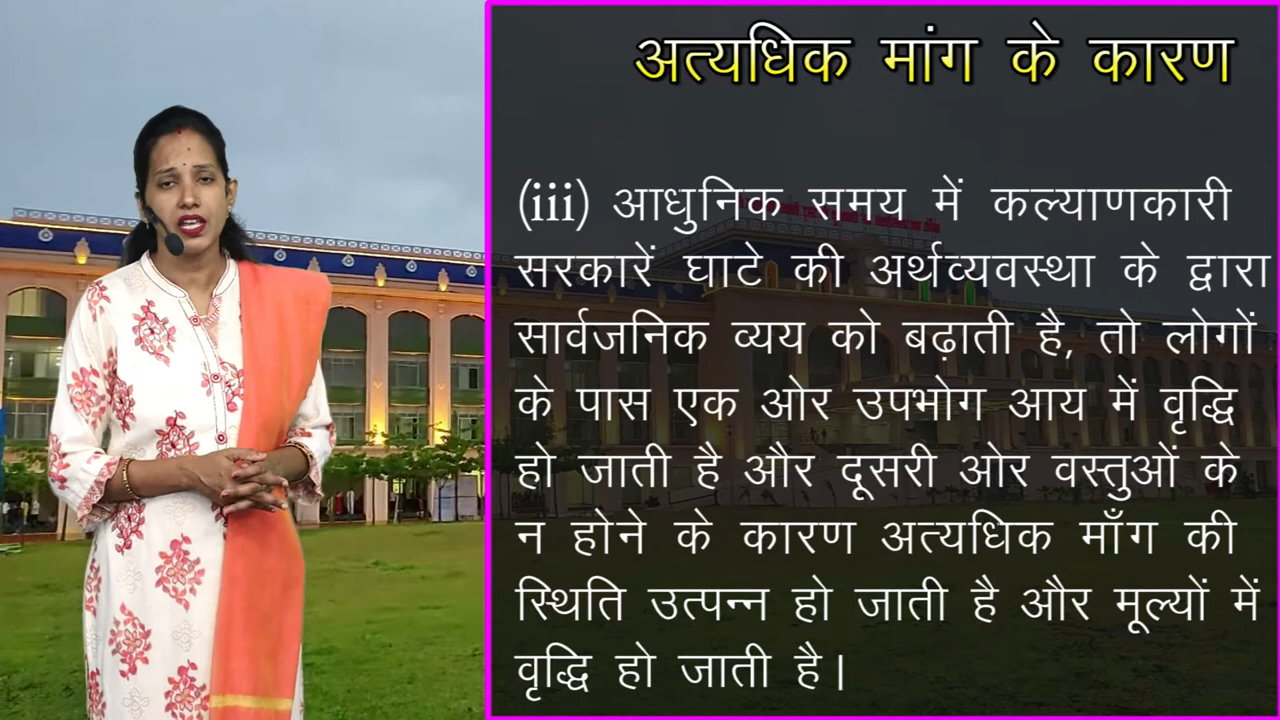 अत्यधिक मांग के कारण
(iii) आधुनिक समय में कल्याणकारी
सरकारें घाटे की अर्थव्यवस्था के द्वारा
सार्वजनिक व्यय को बढ़ाती है, तो लोगों
के पास एक ओर उपभोग आय में वृद्धि
हो जाती है और दूसरी ओर वस्तुओं के
न होने के कारण अत्यधिक माँग की
स्थिति उत्पन्न हो जाती है और मूल्यों में
वृद्धि हो जाती है।